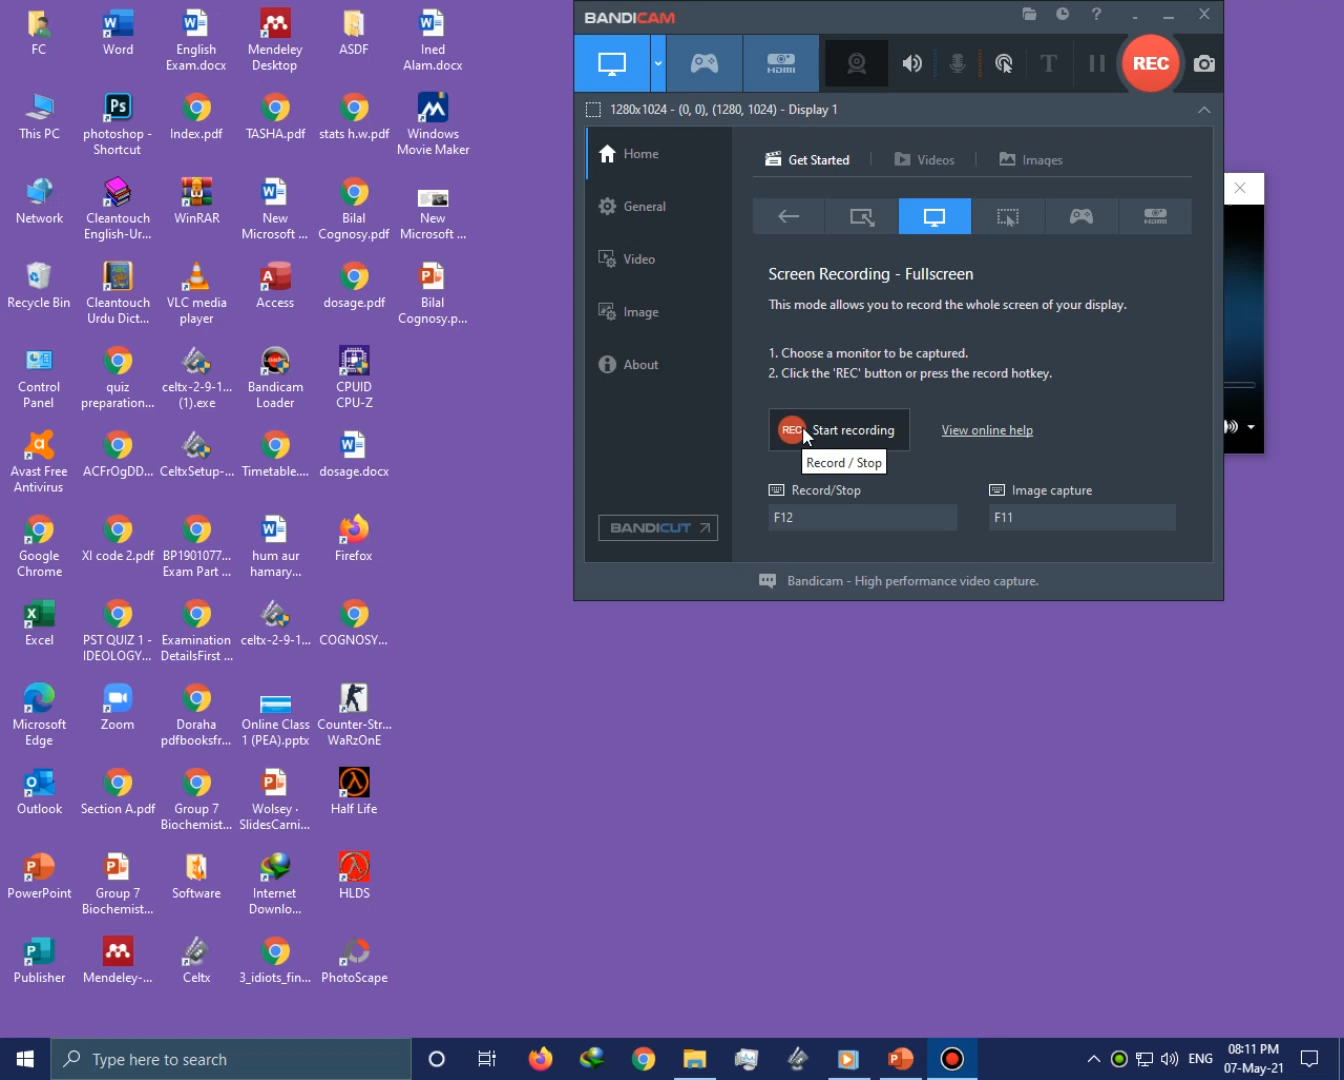 FC
Word
English
Exam.docx
Mendeley
Desktop
ASDF
Ined
Alam.docx
This PC
Ps
photoshop -
Shortcut
Index.pdf
TASHA.pdf
stats h.w.pdf
Windows
Movie Maker
Network
Cleantouch
English-Ur...
WinRAR
New
Microsoft ...
Bilal
Cognosy.pdf
New
Microsoft ...
Recycle Bin
Cleantouch
Urdu Dict...
VLC media
player
Access
dosage.pdf
Bilal
Cognosy.p...
Control
Panel
quiz
preparation...
celtx-2-9-1...
(1).exe
Bandicam
Loader
CPUID
CPU-Z
Avast Free
Antivirus
ACFrOgDD...
CeltxSetup-...
Timetable....
dosage.docx
Google
Chrome
XI code 2.pdf
BP1901077...
Exam Part ...
hum aur
hamary...
Firefox
Excel
PST QUIZ 1 -
IDEOLOGY...
Examination
DetailsFirst ...
celtx-2-9-1...
COGNOSY...
Microsoft
Edge
Zoom
Doraha
pdfbooksfr...
Online Class
1 (PEA).pptx
Counter-Str...
WaRzOnE
Outlook
Section A.pdf
Group 7
Biochemist...
Wolsey ·
SlidesCarni...
Half Life
PowerPoint
Group 7
Biochemist...
Software
Internet
Downlo...
HLDS
Publisher
Mendeley-...
Celtx
3_idiots_fin...
PhotoScape
BANDICAM
HDMI
T
REC
1280x1024 - (0, 0), (1280, 1024) - Display 1
Home
General
Video
Image
About
BANDICUT
Get Started
Videos
Images
Screen Recording - Fullscreen
This mode allows you to record the whole screen of your display.
1. Choose a monitor to be captured.
2. Click the 'REC' button or press the record hotkey.
REC Start recording
View online help
Record / Stop
Record/Stop
Image capture
F12
F11
Bandicam - High performance video capture.
Type here to search
ENG
08:11 PM
07-May-21